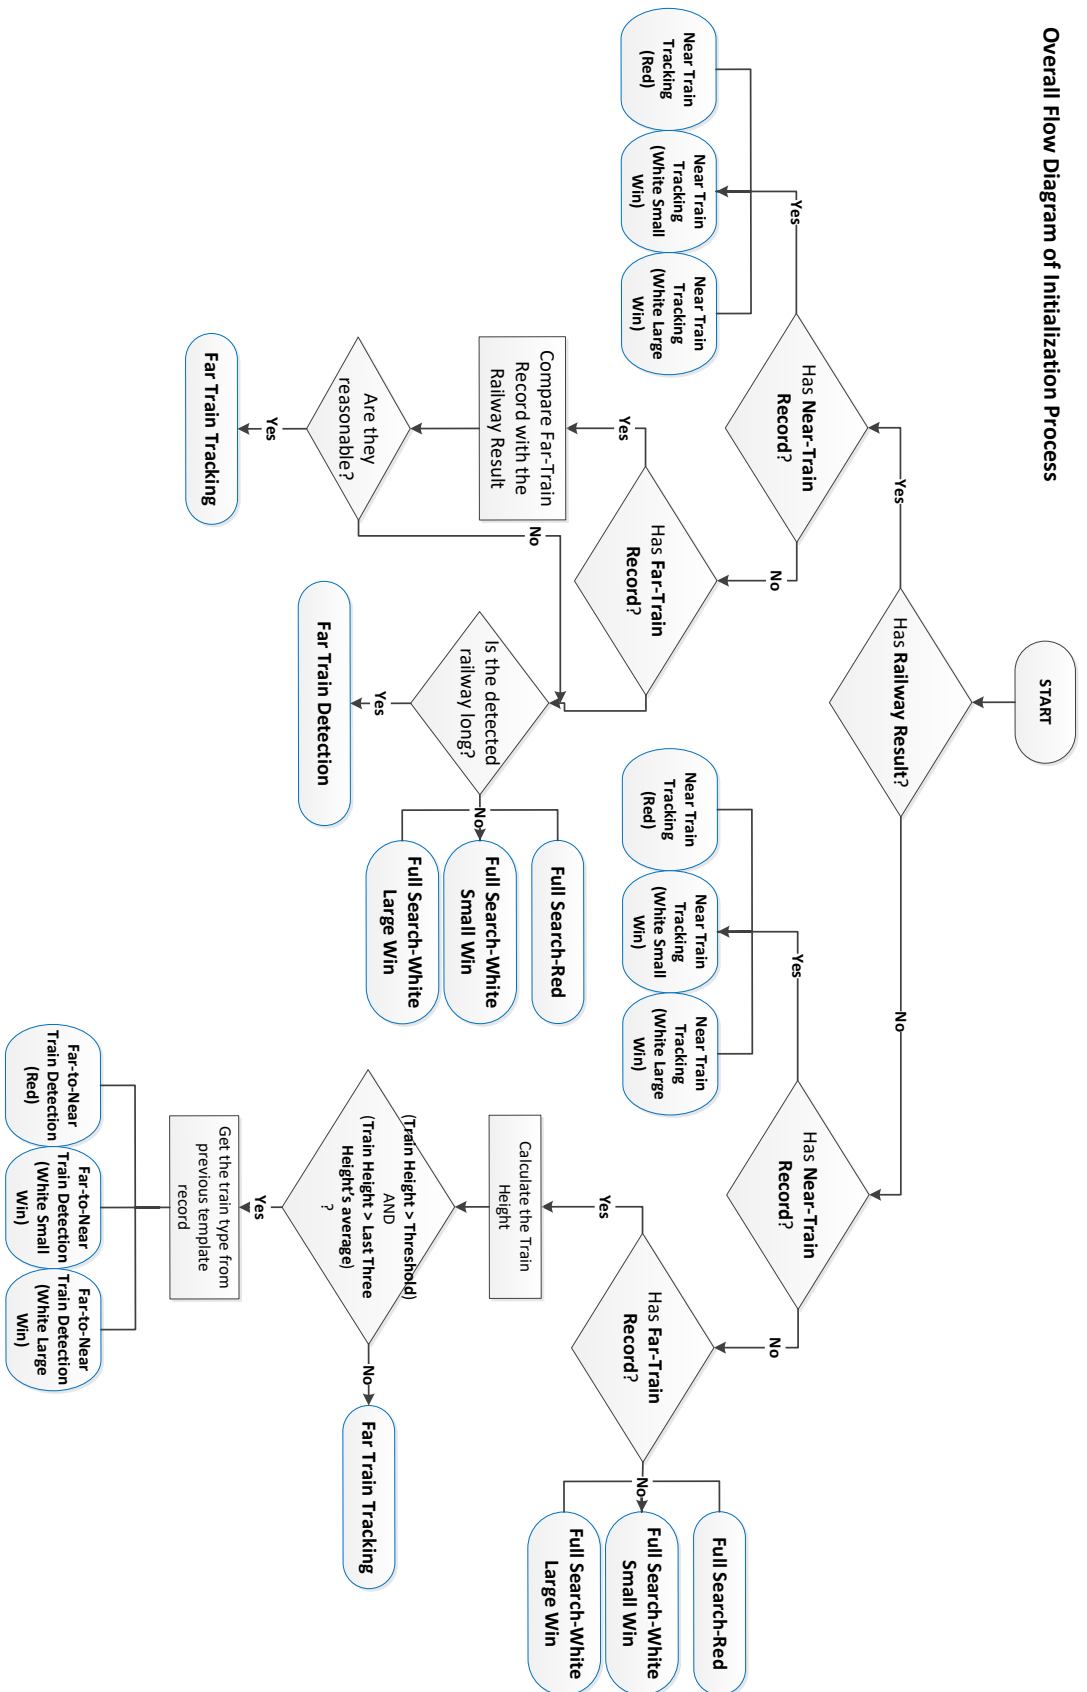 Overall Flow Diagram of Initialization Process
START
Has Railway Result?
Yes
No
Has Near-Train
Record?
Yes
No
Near Train
Tracking
(Red)
Near Train
Tracking
(White Small
Win)
Near Train
Tracking
(White Large
Win)
Has Far-Train
Record?
Yes
Compare Far-Train
Record with the
Railway Result
Are they
reasonable?
Yes
No
Far Train Tracking
Is the detected
railway long?
Yes
No
Far Train Detection
Full Search-Red
Full Search-White
Small Win
Full Search-White
Large Win
Has Near-Train
Record?
Yes
No
Near Train
Tracking
(Red)
Near Train
Tracking
(White Small
Win)
Near Train
Tracking
(White Large
Win)
Has Far-Train
Record?
Yes
No
Full Search-Red
Full Search-White
Small Win
Full Search-White
Large Win
Calculate the Train
Height
(Train Height > Threshold)
AND
(Train Height > Last Three
Height's average)
?
Yes
No
Far Train Tracking
Get the train type from
previous template
record
Far-to-Near
Train Detection
(Red)
Far-to-Near
Train Detection
(White Small
Win)
Far-to-Near
Train Detection
(White Large
Win)